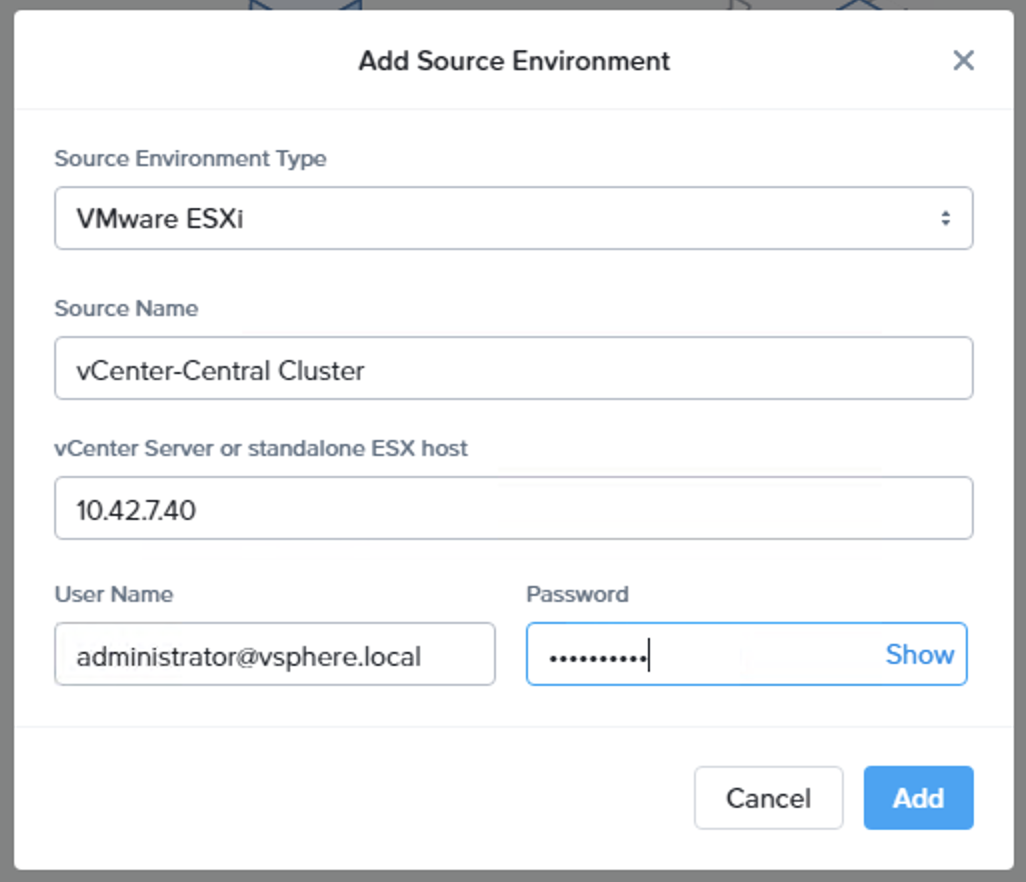 Add Source Environment
Source Environment Type
VMware ESXi
Source Name
vCenter-Central Cluster
vCenter Server or standalone ESX host
10.42.7.40
User Name
Password
administrator@vsphere.local
•••••••••• Show
Cancel
Add